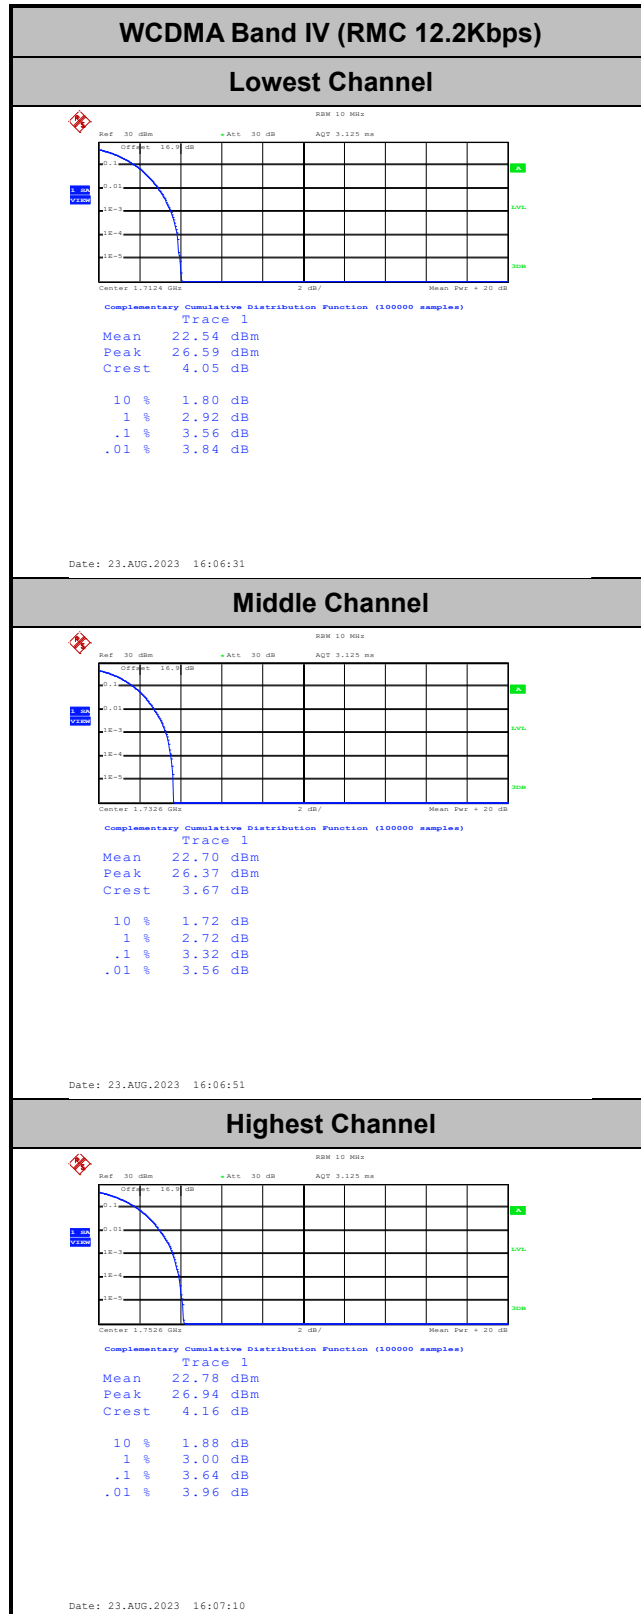 WCDMA Band IV (RMC 12.2Kbps)
Lowest Channel
RBW 10 MHz
Ref 30 dBm Att 30 dB AQT 3.125 ms
Offset 16.9 dB
0.1
0.01
1E-3
1E-4
1E-5
1 SA
VIEW
A
LVL
3DB
Center 1.7124 GHz 2 dB/ Mean Pwr + 20 dB
Complementary Cumulative Distribution Function (100000 samples)
Trace 1
Mean 22.54 dBm
Peak 26.59 dBm
Crest 4.05 dB
10 % 1.80 dB
1 % 2.92 dB
.1 % 3.56 dB
.01 % 3.84 dB
Date: 23.AUG.2023 16:06:31
Middle Channel
RBW 10 MHz
Ref 30 dBm Att 30 dB AQT 3.125 ms
Offset 16.9 dB
0.1
0.01
1E-3
1E-4
1E-5
1 SA
VIEW
A
LVL
3DB
Center 1.7326 GHz 2 dB/ Mean Pwr + 20 dB
Complementary Cumulative Distribution Function (100000 samples)
Trace 1
Mean 22.70 dBm
Peak 26.37 dBm
Crest 3.67 dB
10 % 1.72 dB
1 % 2.72 dB
.1 % 3.32 dB
.01 % 3.56 dB
Date: 23.AUG.2023 16:06:51
Highest Channel
RBW 10 MHz
Ref 30 dBm Att 30 dB AQT 3.125 ms
Offset 16.9 dB
0.1
0.01
1E-3
1E-4
1E-5
1 SA
VIEW
A
LVL
3DB
Center 1.7526 GHz 2 dB/ Mean Pwr + 20 dB
Complementary Cumulative Distribution Function (100000 samples)
Trace 1
Mean 22.78 dBm
Peak 26.94 dBm
Crest 4.16 dB
10 % 1.88 dB
1 % 3.00 dB
.1 % 3.64 dB
.01 % 3.96 dB
Date: 23.AUG.2023 16:07:10